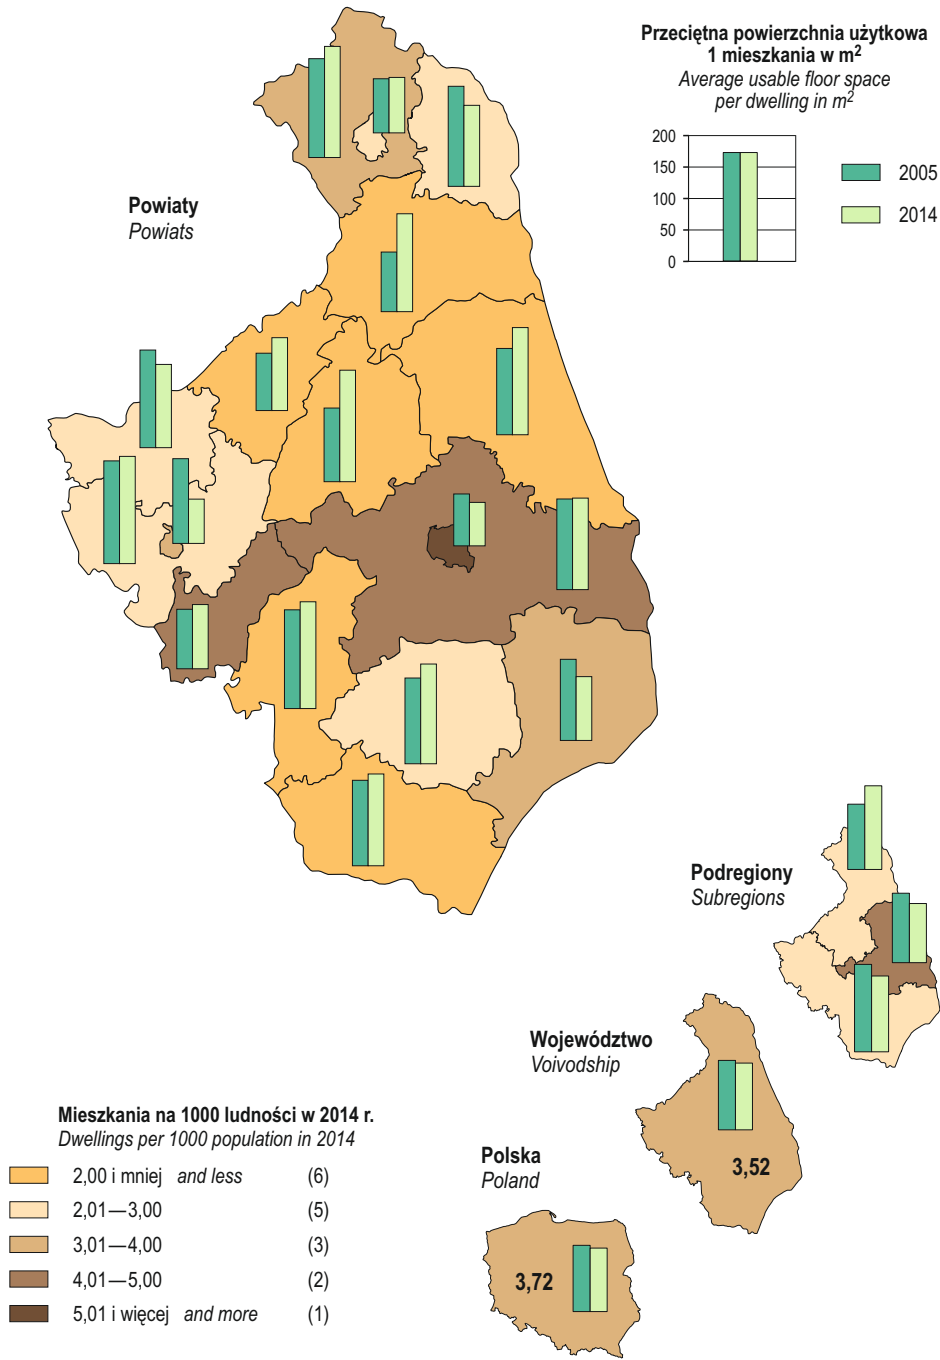 Przeciętna powierzchnia użytkowa
1 mieszkania w m²
Average usable floor space
per dwelling in m²
200
150
100
50
0
2005
2014
Powiaty
Powiats
Podregiony
Subregions
Województwo
Voivodship
3,52
Polska
Poland
3,72
Mieszkania na 1000 ludności w 2014 r.
Dwellings per 1000 population in 2014
2,00 i mniej and less (6)
2,01—3,00 (5)
3,01—4,00 (3)
4,01—5,00 (2)
5,01 i więcej and more (1)